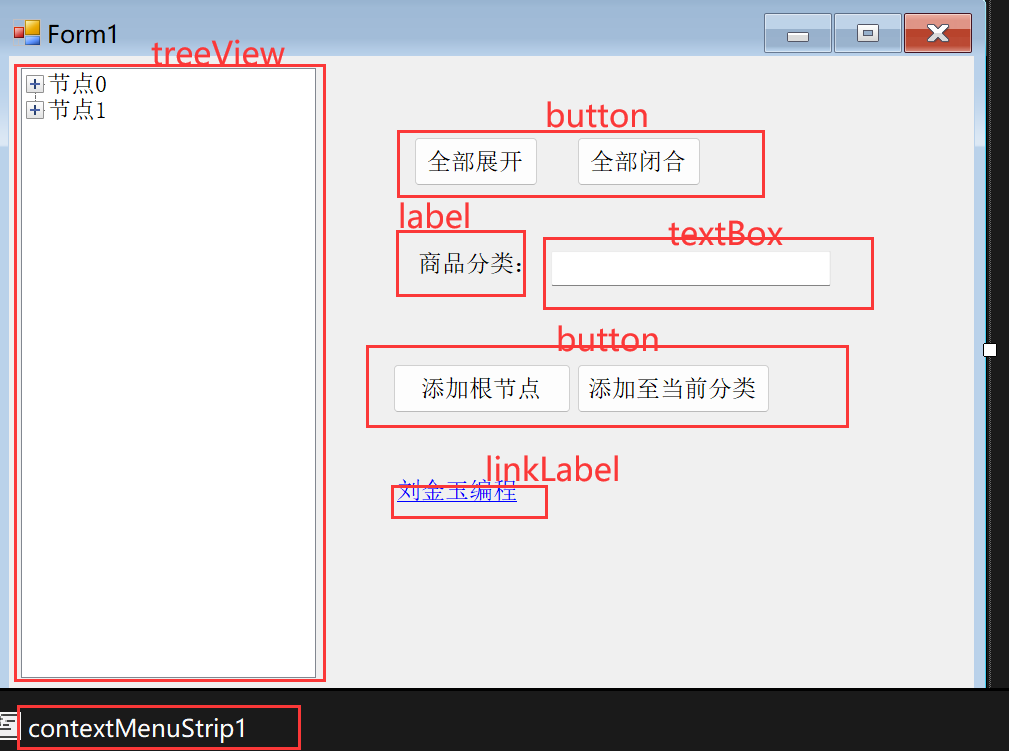 Form1
treeView
节点0
节点1
button
全部展开 全部闭合
label
textBox
商品分类:
button
添加根节点 添加至当前分类
linkLabel
刘金玉编程
contextMenuStrip1